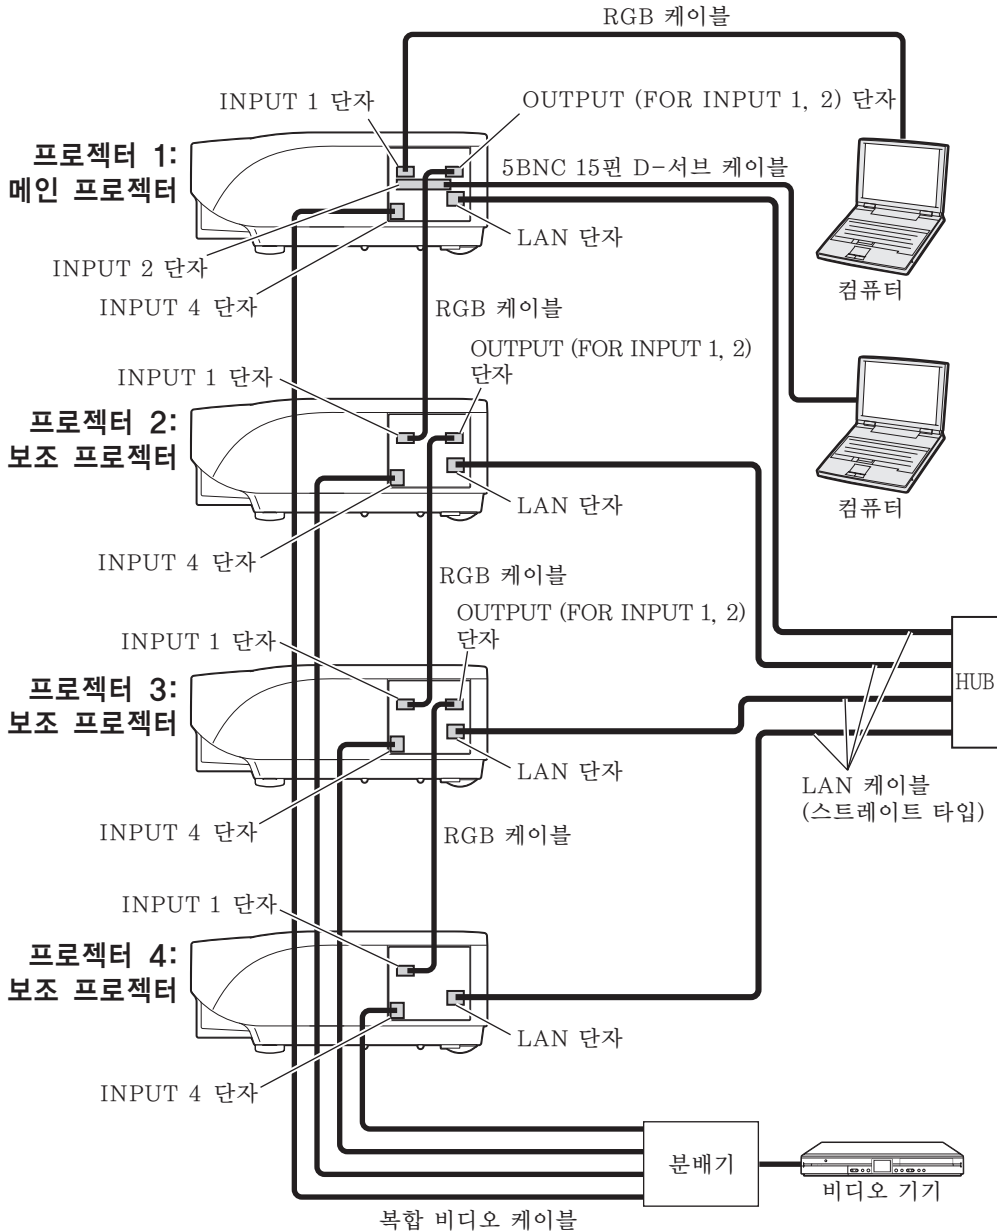 RGB 케이블
INPUT 1 단자
OUTPUT (FOR INPUT 1, 2) 단자
프로젝터 1:
메인 프로젝터
5BNC 15핀 D-서브 케이블
LAN 단자
INPUT 2 단자
INPUT 4 단자
컴퓨터
RGB 케이블
OUTPUT (FOR INPUT 1, 2)
단자
INPUT 1 단자
프로젝터 2:
보조 프로젝터
LAN 단자
컴퓨터
INPUT 4 단자
RGB 케이블
OUTPUT (FOR INPUT 1, 2)
단자
INPUT 1 단자
프로젝터 3:
보조 프로젝터
HUB
LAN 단자
LAN 케이블
(스트레이트 타입)
INPUT 4 단자
RGB 케이블
INPUT 1 단자
프로젝터 4:
보조 프로젝터
LAN 단자
INPUT 4 단자
분배기
비디오 기기
복합 비디오 케이블